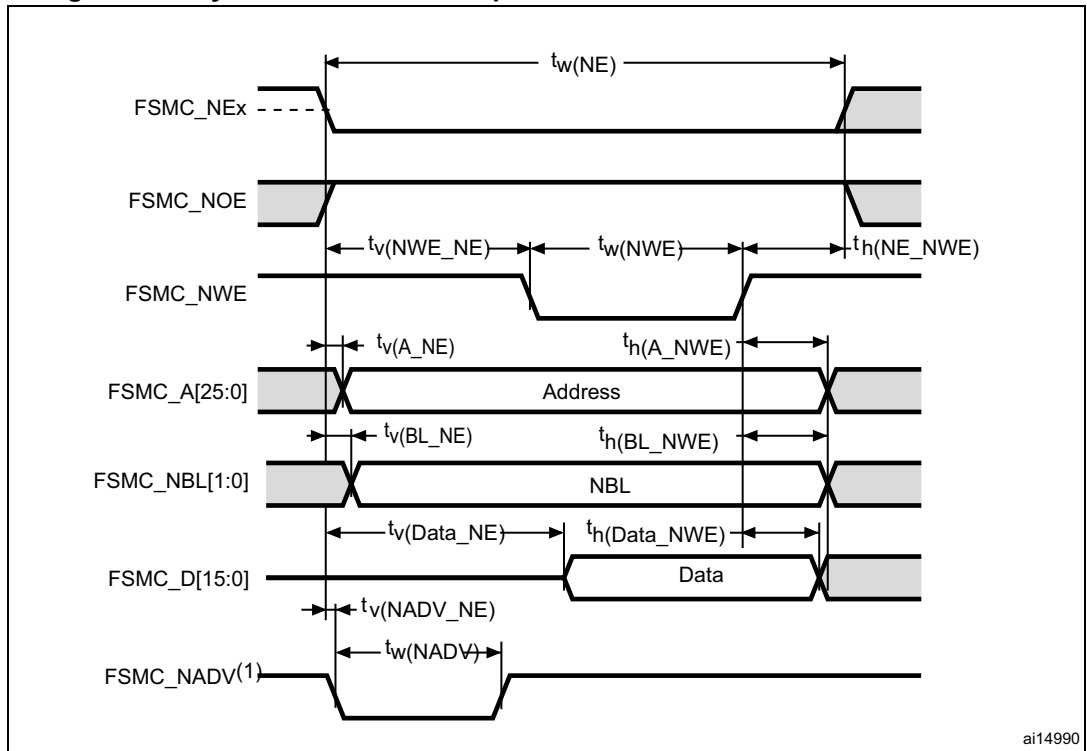 tw(NE)
FSMC_NEx
FSMC_NOE
tv(NWE_NE) tw(NWE) th(NE_NWE)
FSMC_NWE
tv(A_NE) th(A_NWE)
FSMC_A[25:0] Address
tv(BL_NE) th(BL_NWE)
FSMC_NBL[1:0] NBL
tv(Data_NE) th(Data_NWE)
FSMC_D[15:0] Data
tv(NADV_NE)
tw(NADV)
FSMC_NADV(1)
ai14990